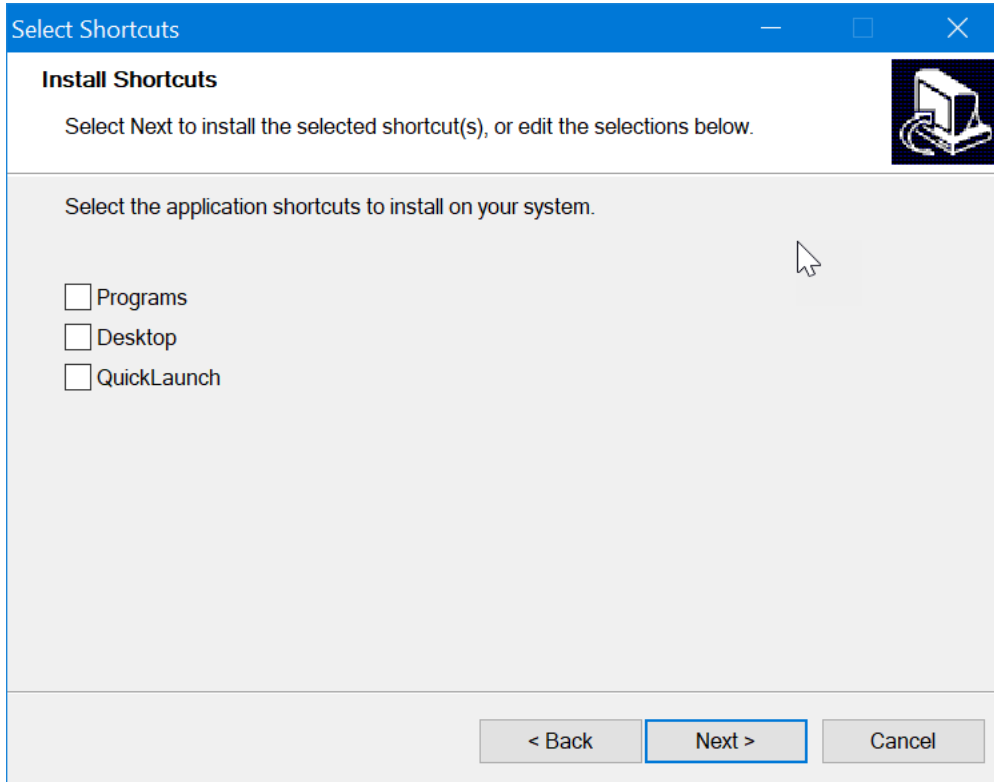 Select Shortcuts
Install Shortcuts
Select Next to install the selected shortcut(s), or edit the selections below.
Select the application shortcuts to install on your system.
Programs
Desktop
QuickLaunch
< Back Next > Cancel